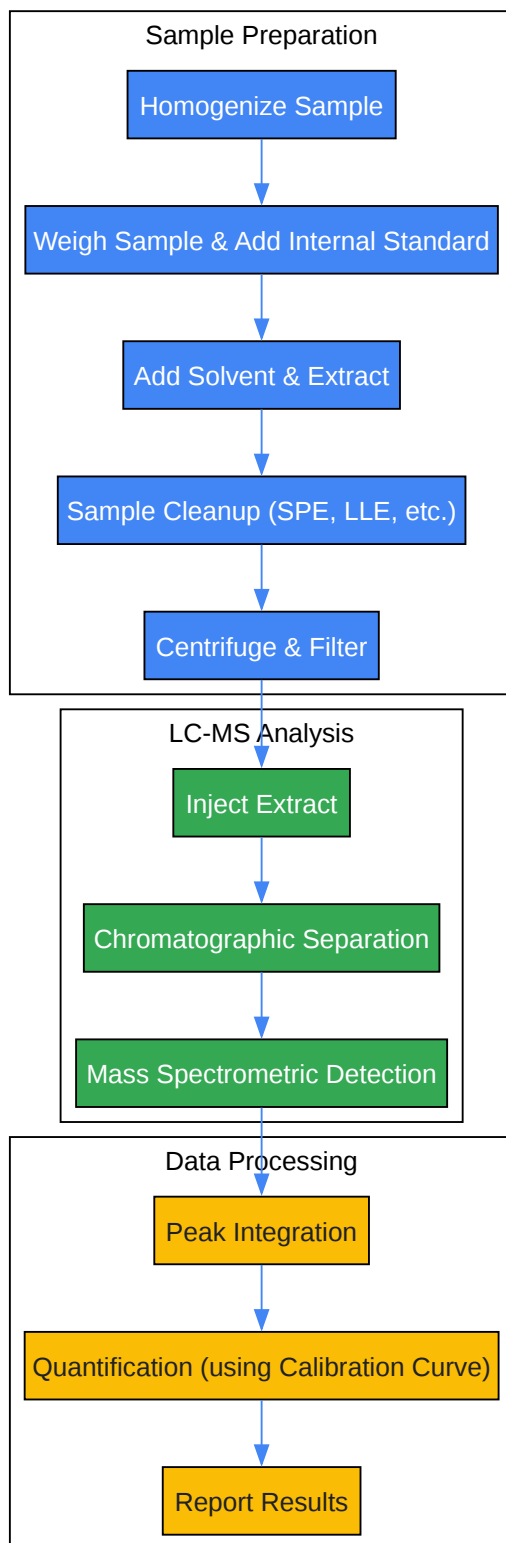 Sample Preparation
Homogenize Sample
Weigh Sample & Add Internal Standard
Add Solvent & Extract
Sample Cleanup (SPE, LLE, etc.)
Centrifuge & Filter
LC-MS Analysis
Inject Extract
Chromatographic Separation
Mass Spectrometric Detection
Data Processing
Peak Integration
Quantification (using Calibration Curve)
Report Results